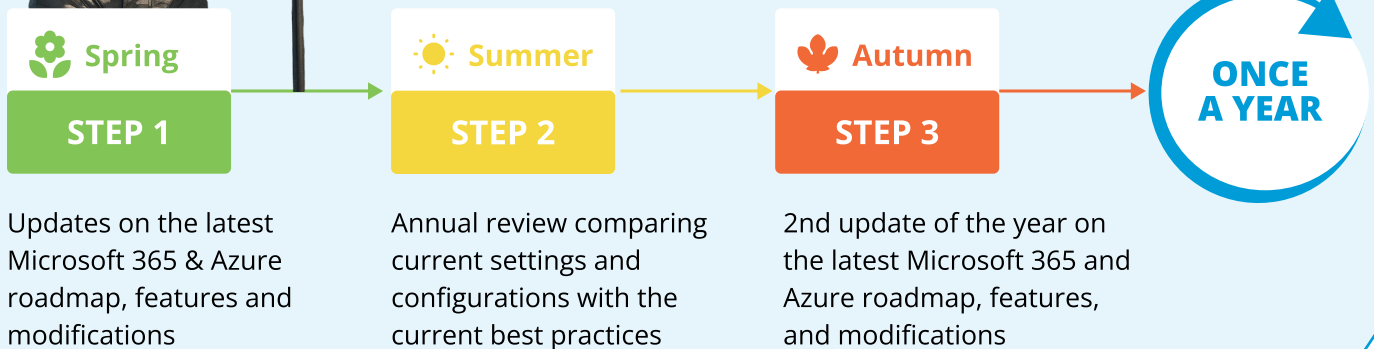 Spring
STEP 1
Updates on the latest
Microsoft 365 & Azure
roadmap, features and
modifications
Summer
STEP 2
Annual review comparing
current settings and
configurations with the
current best practices
Autumn
STEP 3
2nd update of the year on
the latest Microsoft 365 and
Azure roadmap, features,
and modifications
ONCE
A YEAR